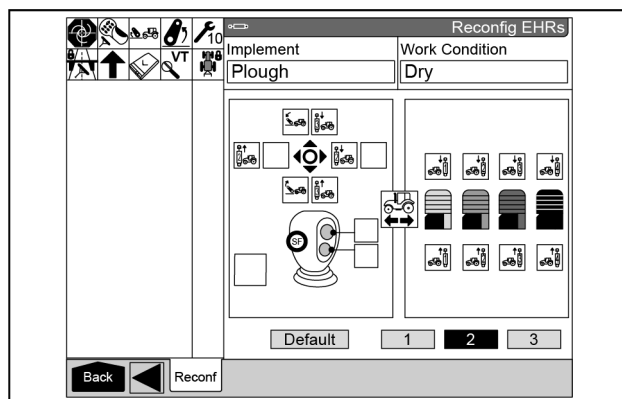 10
VT
L
Reconfig EHRs
Implement
Work Condition
Plough
Dry
SF
Default
1
2
3
Back
Reconf